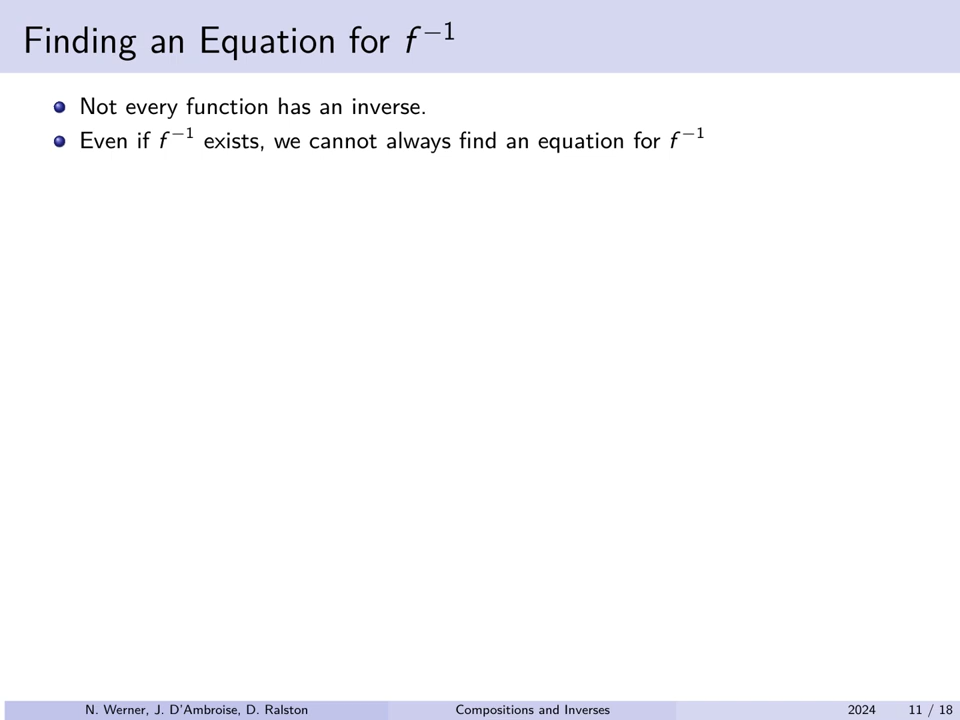 Finding an Equation for f⁻¹
Not every function has an inverse.
Even if f⁻¹ exists, we cannot always find an equation for f⁻¹
N. Werner, J. D'Ambroise, D. Ralston
Compositions and Inverses
2024
11 / 18